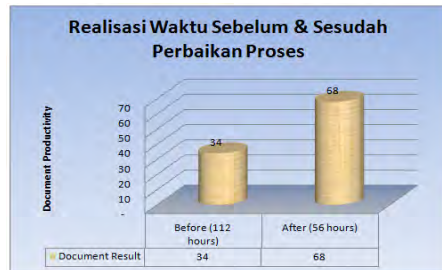 Realisasi Waktu Sebelum & Sesudah
Perbaikan Proses
Document Productivity
70
60
50
40
30
20
10
-
34
68
Before (112 hours)
After (56 hours)
Document Result
34
68